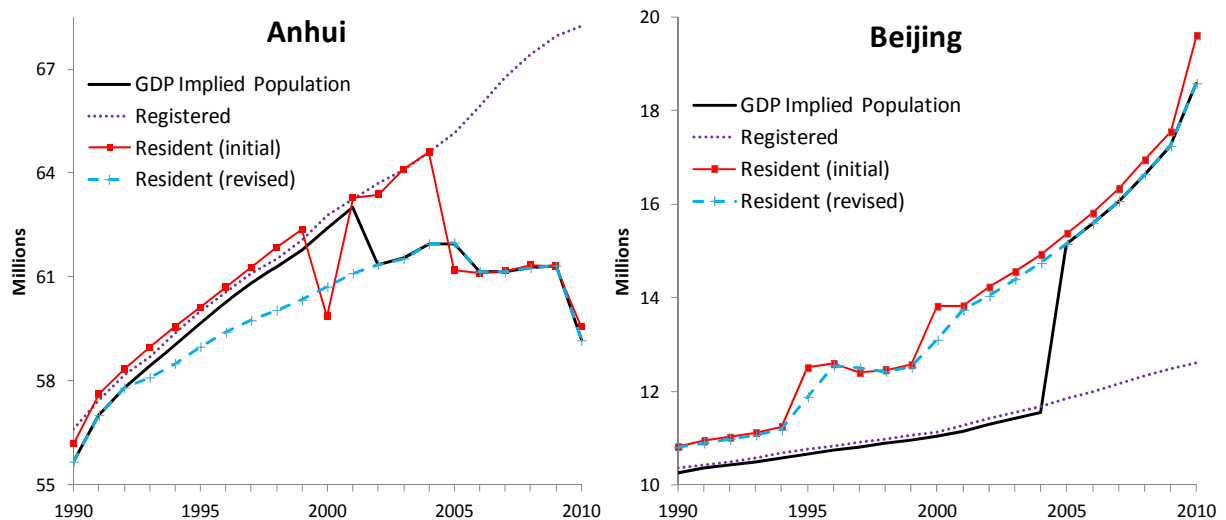 Anhui
67
GDP Implied Population
Registered
Resident (initial)
Resident (revised)
64
Millions
61
58
55
1990
1995
2000
2005
2010
20
Beijing
18
GDP Implied Population
Registered
Resident (initial)
Resident (revised)
16
Millions
14
12
10
1990
1995
2000
2005
2010